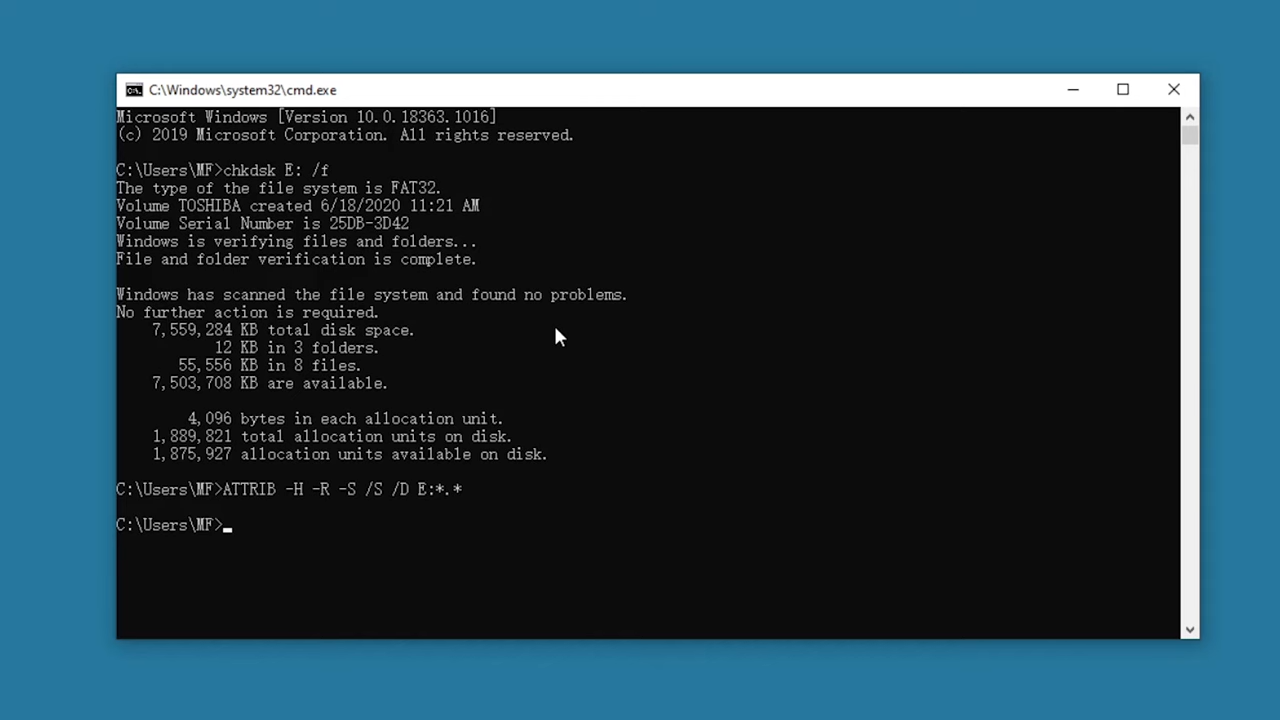 C:\Windows\system32\cmd.exe
Microsoft Windows [Version 10.0.18363.1016]
(c) 2019 Microsoft Corporation. All rights reserved.
C:\Users\MF>chkdsk E: /f
The type of the file system is FAT32.
Volume TOSHIBA created 6/18/2020 11:21 AM
Volume Serial Number is 25DB-3D42
Windows is verifying files and folders...
File and folder verification is complete.
Windows has scanned the file system and found no problems.
No further action is required.
7,559,284 KB total disk space.
12 KB in 3 folders.
55,556 KB in 8 files.
7,503,708 KB are available.
4,096 bytes in each allocation unit.
1,889,821 total allocation units on disk.
1,875,927 allocation units available on disk.
C:\Users\MF>ATTRIB -H -R -S /S /D E:*.*
C:\Users\MF>_